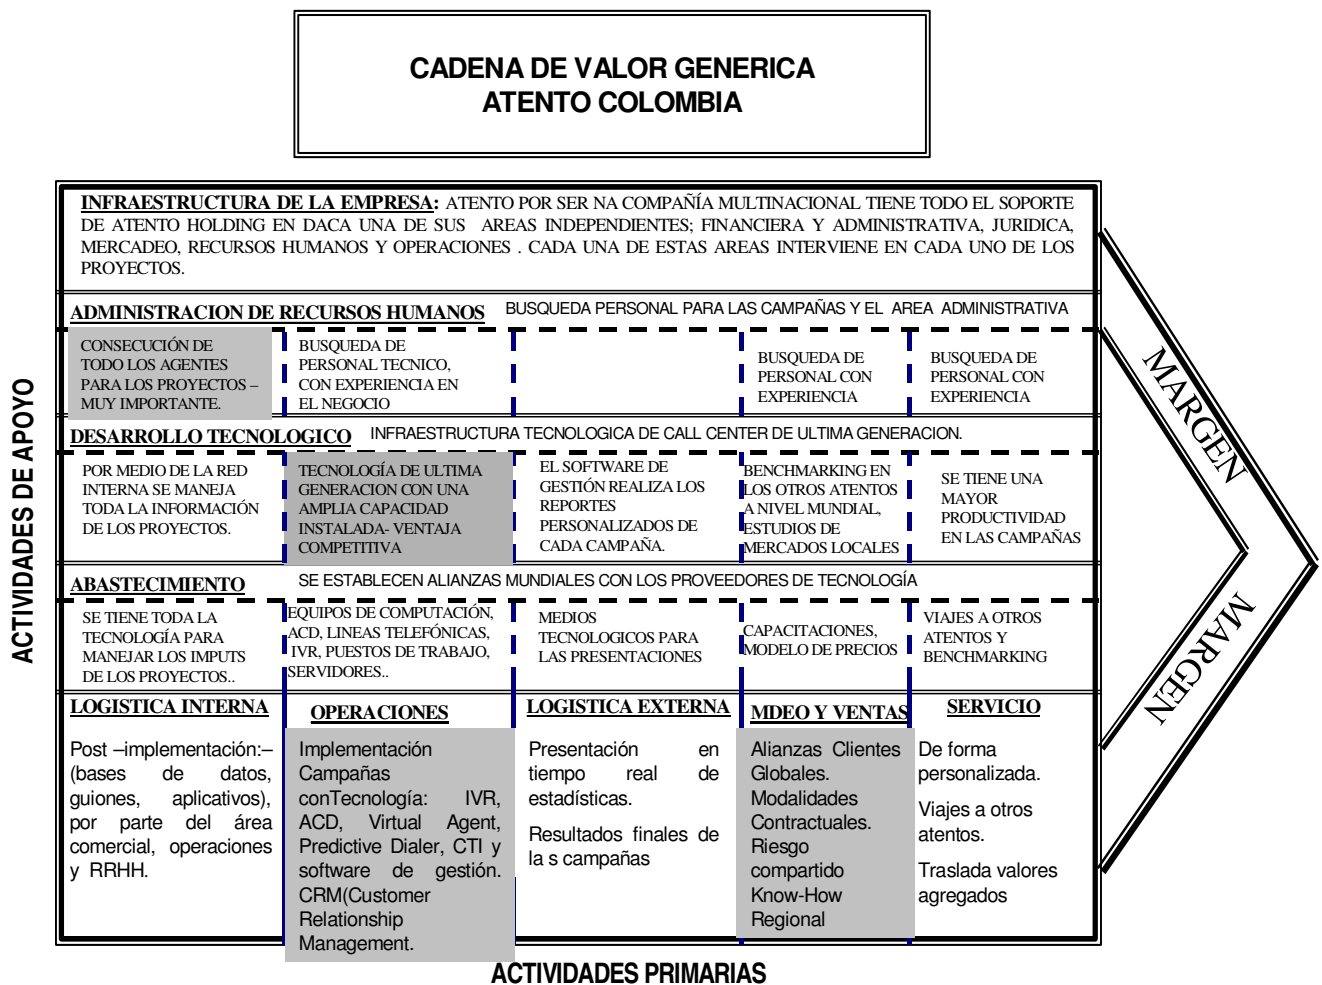 CADENA DE VALOR GENERICA
ATENTO COLOMBIA
INFRAESTRUCTURA DE LA EMPRESA: ATENTO POR SER NA COMPAÑÍA MULTINACIONAL TIENE TODO EL SOPORTE
DE ATENTO HOLDING EN DACA UNA DE SUS AREAS INDEPENDIENTES; FINANCIERA Y ADMINISTRATIVA, JURIDICA,
MERCADEO, RECURSOS HUMANOS Y OPERACIONES . CADA UNA DE ESTAS AREAS INTERVIENE EN CADA UNO DE LOS
PROYECTOS.
ADMINISTRACION DE RECURSOS HUMANOS BUSQUEDA PERSONAL PARA LAS CAMPAÑAS Y EL AREA ADMINISTRATIVA
CONSECUCIÓN DE
TODO LOS AGENTES
PARA LOS PROYECTOS –
MUY IMPORTANTE.
BUSQUEDA DE
PERSONAL TECNICO,
CON EXPERIENCIA EN
EL NEGOCIO
BUSQUEDA DE
PERSONAL CON
EXPERIENCIA
BUSQUEDA DE
PERSONAL CON
EXPERIENCIA
DESARROLLO TECNOLOGICO INFRAESTRUCTURA TECNOLOGICA DE CALL CENTER DE ULTIMA GENERACION.
POR MEDIO DE LA RED
INTERNA SE MANEJA
TODA LA INFORMACIÓN
DE LOS PROYECTOS.
TECNOLOGÍA DE ULTIMA
GENERACION CON UNA
AMPLIA CAPACIDAD
INSTALADA- VENTAJA
COMPETITIVA
EL SOFTWARE DE
GESTIÓN REALIZA LOS
REPORTES
PERSONALIZADOS DE
CADA CAMPAÑA.
BENCHMARKING EN
LOS OTROS ATENTOS
A NIVEL MUNDIAL,
ESTUDIOS DE
MERCADOS LOCALES
SE TIENE UNA
MAYOR
PRODUCTIVIDAD
EN LAS CAMPAÑAS
ABASTECIMIENTO SE ESTABLECEN ALIANZAS MUNDIALES CON LOS PROVEEDORES DE TECNOLOGÍA
SE TIENE TODA LA
TECNOLOGÍA PARA
MANEJAR LOS IMPUTS
DE LOS PROYECTOS..
EQUIPOS DE COMPUTACIÓN,
ACD, LINEAS TELEFÓNICAS,
IVR, PUESTOS DE TRABAJO,
SERVIDORES..
MEDIOS
TECNOLOGICOS PARA
LAS PRESENTACIONES
CAPACITACIONES,
MODELO DE PRECIOS
VIAJES A OTROS
ATENTOS Y
BENCHMARKING
LOGISTICA INTERNA
Post –implementación:–
(bases de datos,
guiones, aplicativos),
por parte del área
comercial, operaciones
y RRHH.
OPERACIONES
Implementación
Campañas
conTecnología: IVR,
ACD, Virtual Agent,
Predictive Dialer, CTI y
software de gestión.
CRM(Customer
Relationship
Management.
LOGISTICA EXTERNA
Presentación en
tiempo real de
estadísticas.
Resultados finales de
la s campañas
MDEO Y VENTAS
Alianzas Clientes
Globales.
Modalidades
Contractuales.
Riesgo
compartido
Know-How
Regional
SERVICIO
De forma
personalizada.
Viajes a otros
atentos.
Traslada valores
agregados
MARGEN
MARGEN
ACTIVIDADES DE APOYO
ACTIVIDADES PRIMARIAS